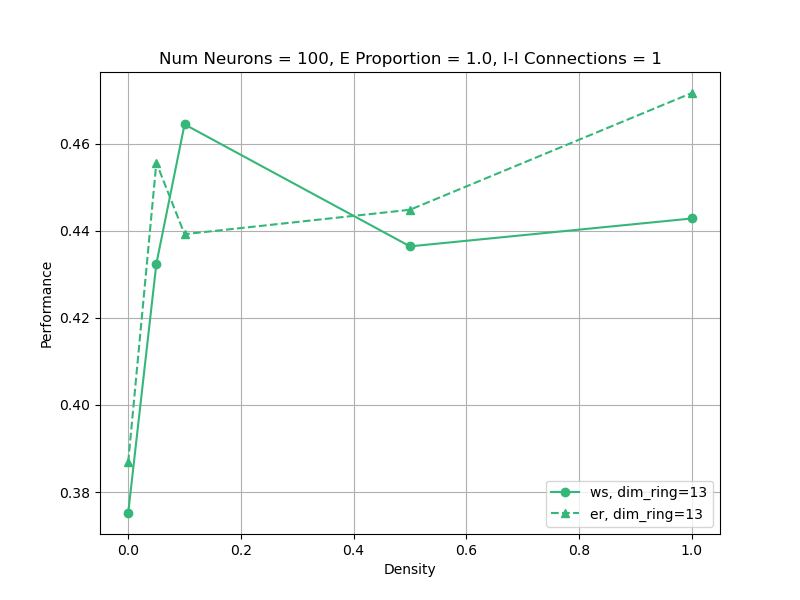 Num Neurons = 100, E Proportion = 1.0, I-I Connections = 1
Performance
0.46
0.44
0.42
0.40
0.38
ws, dim_ring=13
er, dim_ring=13
0.0 0.2 0.4 0.6 0.8 1.0
Density